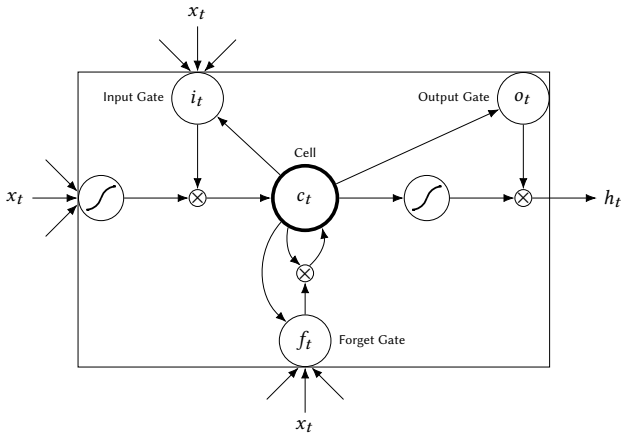 x_t
Input Gate
i_t
Output Gate
o_t
Cell
x_t
⊗
c_t
⊗
h_t
⊗
f_t
Forget Gate
x_t